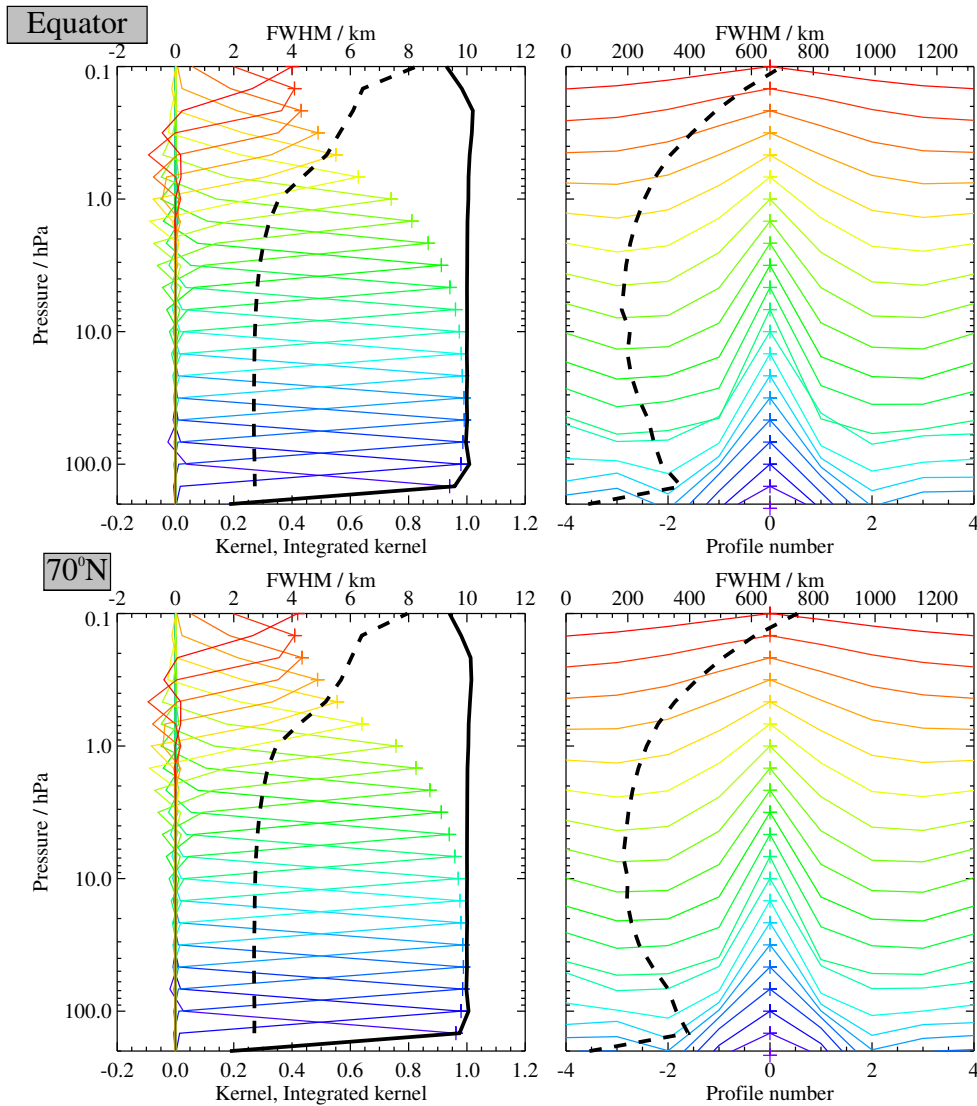 Equator
FWHM / km
FWHM / km
-2 0 2 4 6 8 10 12
0 200 400 600 800 1000 1200
0.1
1.0
10.0
100.0
Pressure / hPa
-0.2 0.0 0.2 0.4 0.6 0.8 1.0 1.2
-4 -2 0 2 4
Kernel, Integrated kernel
Profile number
70⁰N
FWHM / km
FWHM / km
-2 0 2 4 6 8 10 12
0 200 400 600 800 1000 1200
0.1
1.0
10.0
100.0
Pressure / hPa
-0.2 0.0 0.2 0.4 0.6 0.8 1.0 1.2
-4 -2 0 2 4
Kernel, Integrated kernel
Profile number